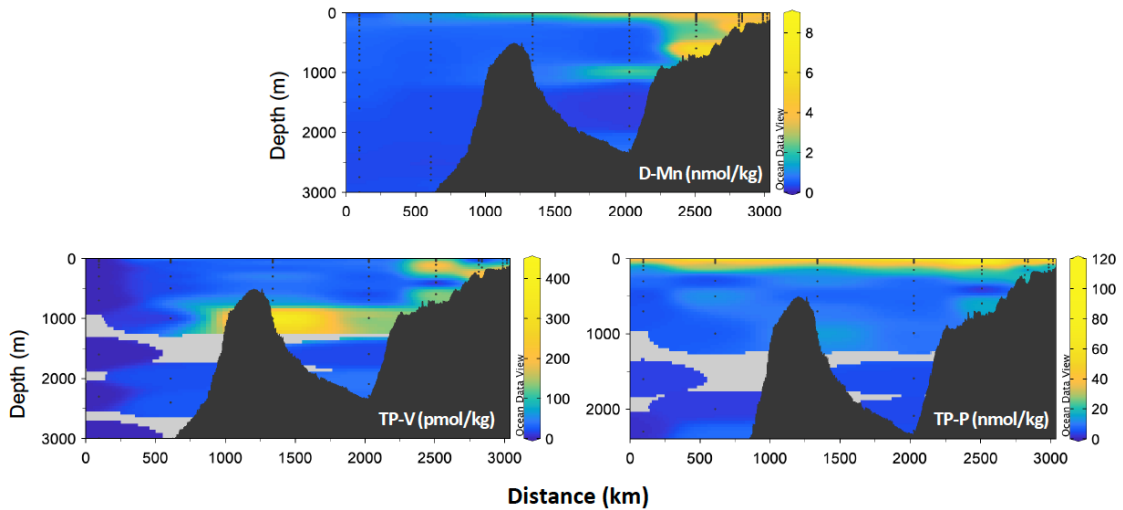 0
1000
2000
3000
Depth (m)
D-Mn (nmol/kg)
Ocean Data View
8
6
4
2
0
0 500 1000 1500 2000 2500 3000
0
1000
2000
3000
Depth (m)
TP-V (pmol/kg)
Ocean Data View
400
300
200
100
0
0 500 1000 1500 2000 2500 3000
0
1000
2000
TP-P (nmol/kg)
Ocean Data View
120
100
80
60
40
20
0
0 500 1000 1500 2000 2500 3000
Distance (km)